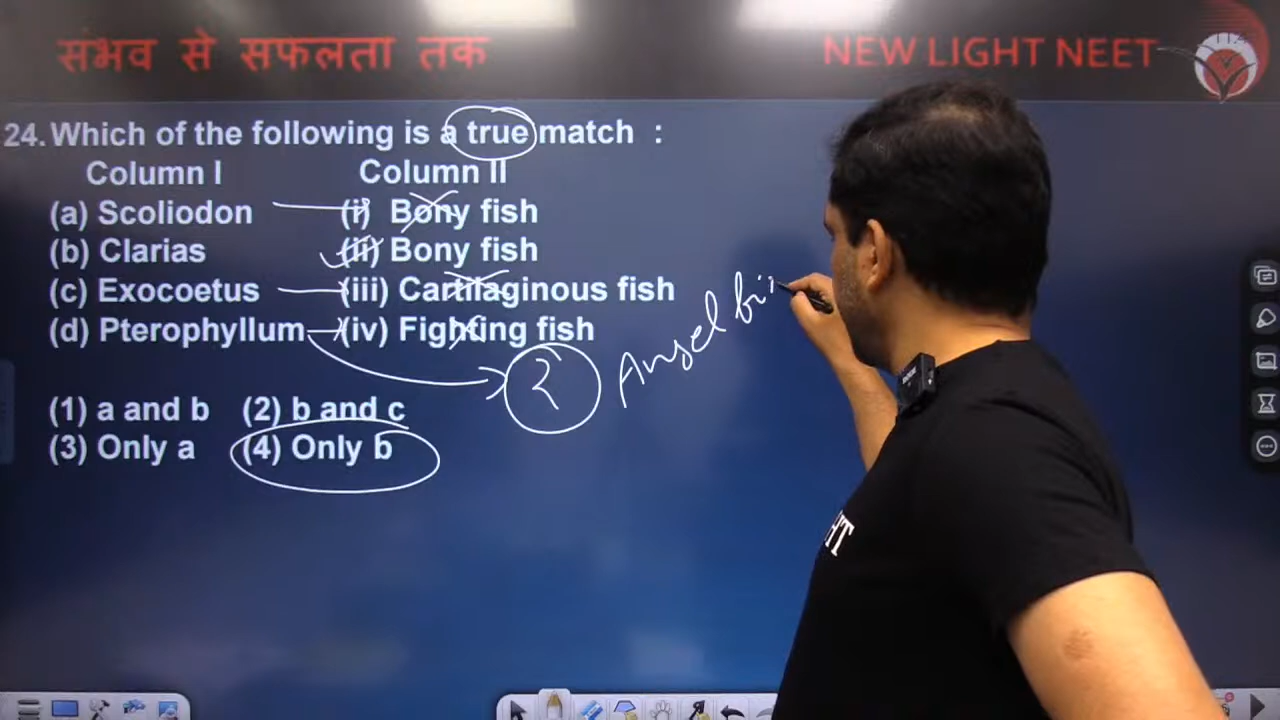 संभव से सफलता तक
NEW LIGHT NEET
24. Which of the following is a true match :
Column I Column II
(a) Scoliodon (i) Bony fish
(b) Clarias (ii) Bony fish
(c) Exocoetus (iii) Cartilaginous fish
(d) Pterophyllum (iv) Fighting fish
Angel
(1) a and b (2) b and c
(3) Only a (4) Only b
HT